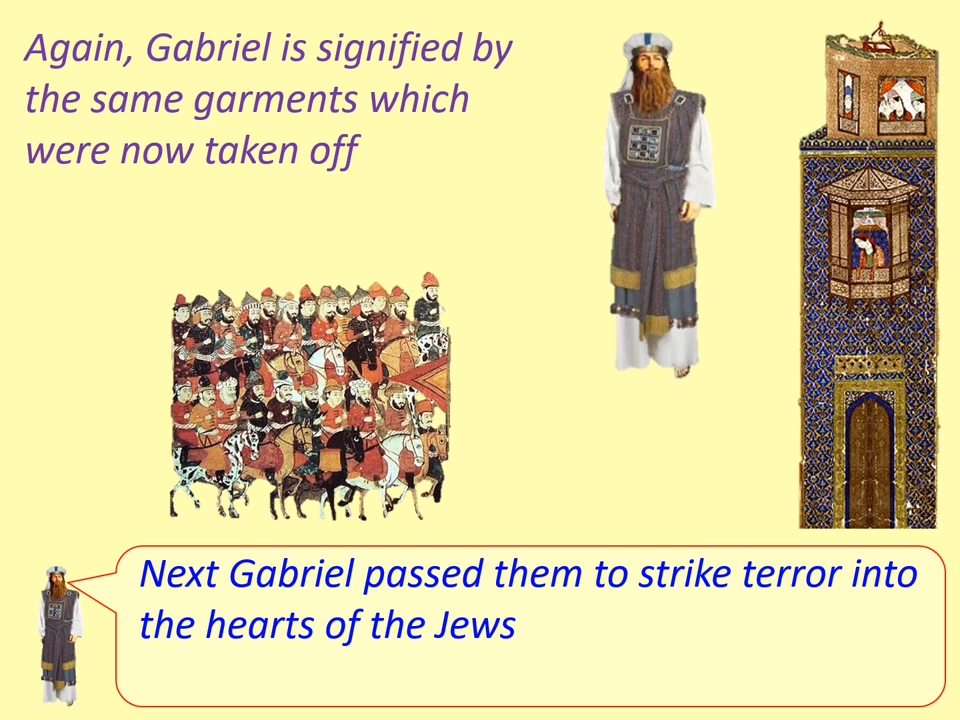 Again, Gabriel is signified by
the same garments which
were now taken off
Next Gabriel passed them to strike terror into
the hearts of the Jews